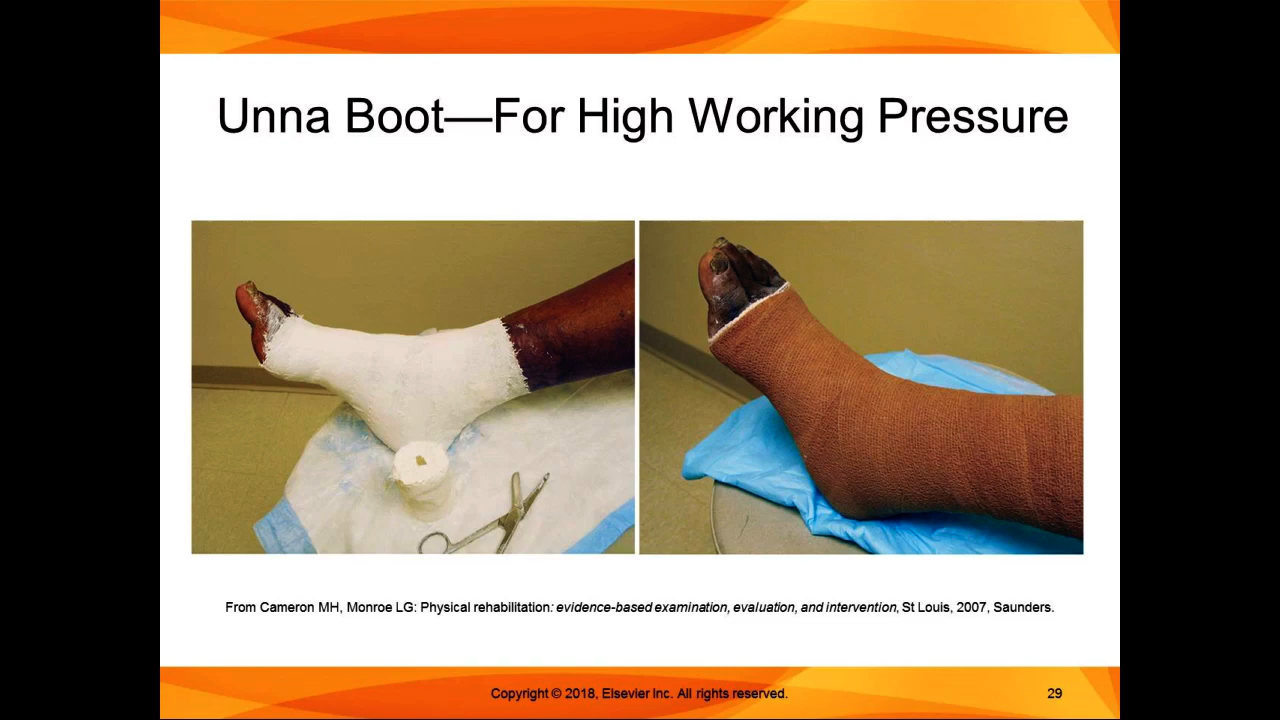 Unna Boot—For High Working Pressure
From Cameron MH, Monroe LG: Physical rehabilitation: evidence-based examination, evaluation, and intervention, St Louis, 2007, Saunders.
Copyright © 2018, Elsevier Inc. All rights reserved.
29